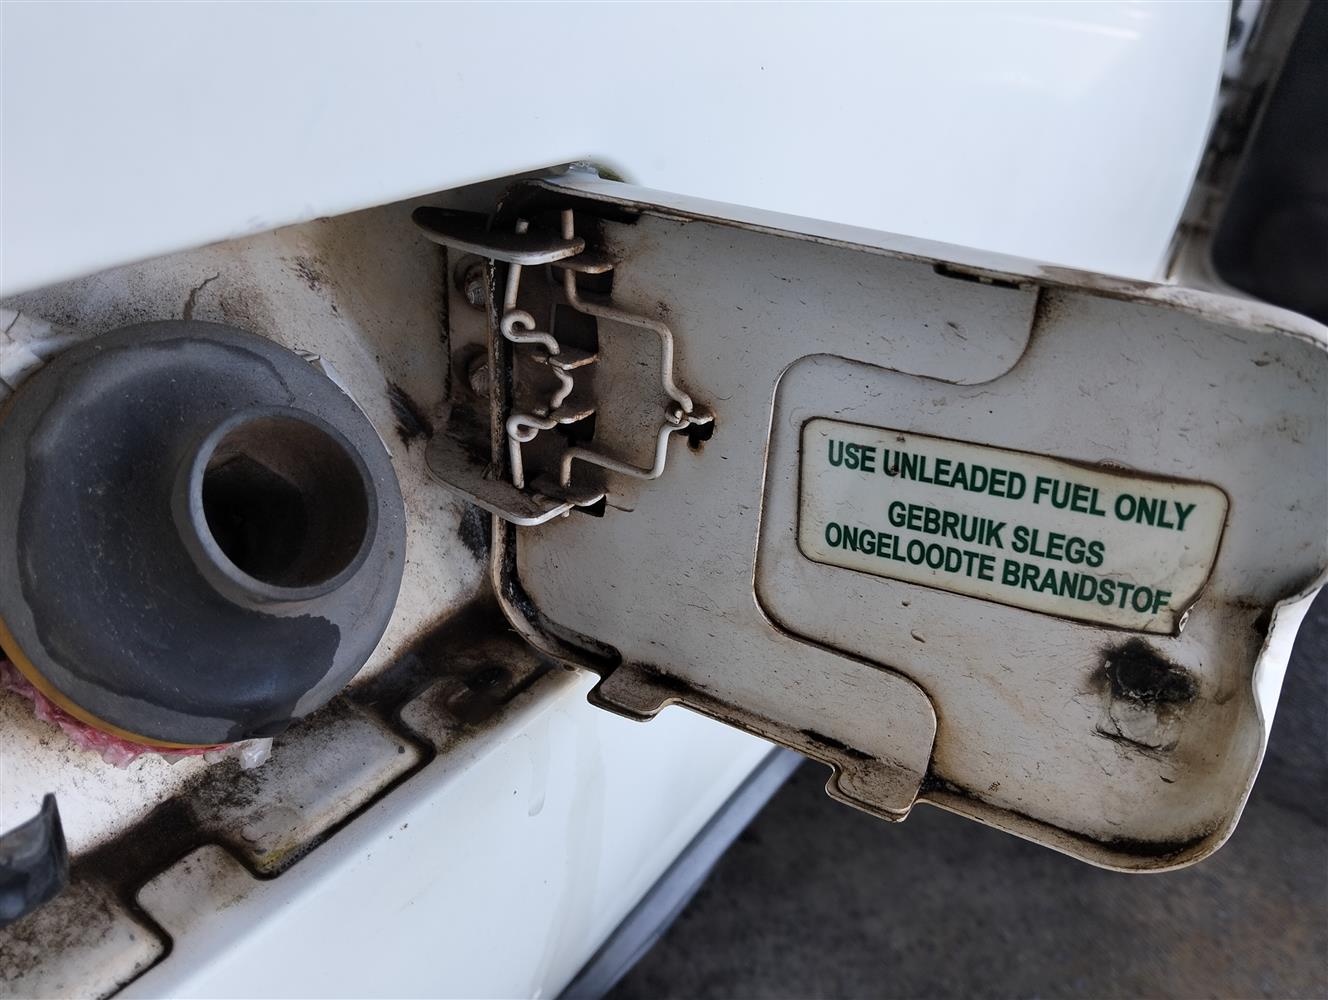 USE UNLEADED FUEL ONLY
GEBRUIK SLEGS
ONGELOODTE BRANDSTOF